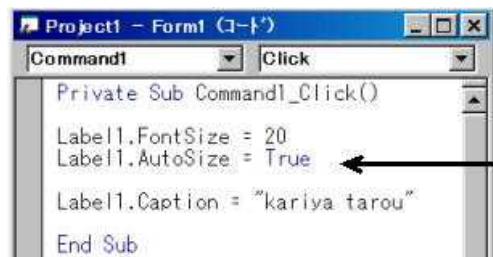 Project1 - Form1 (コード)
Command1 Click
Private Sub Command1_Click()
Label1.FontSize = 20
Label1.AutoSize = True
Label1.Caption = "kariya tarou"
End Sub